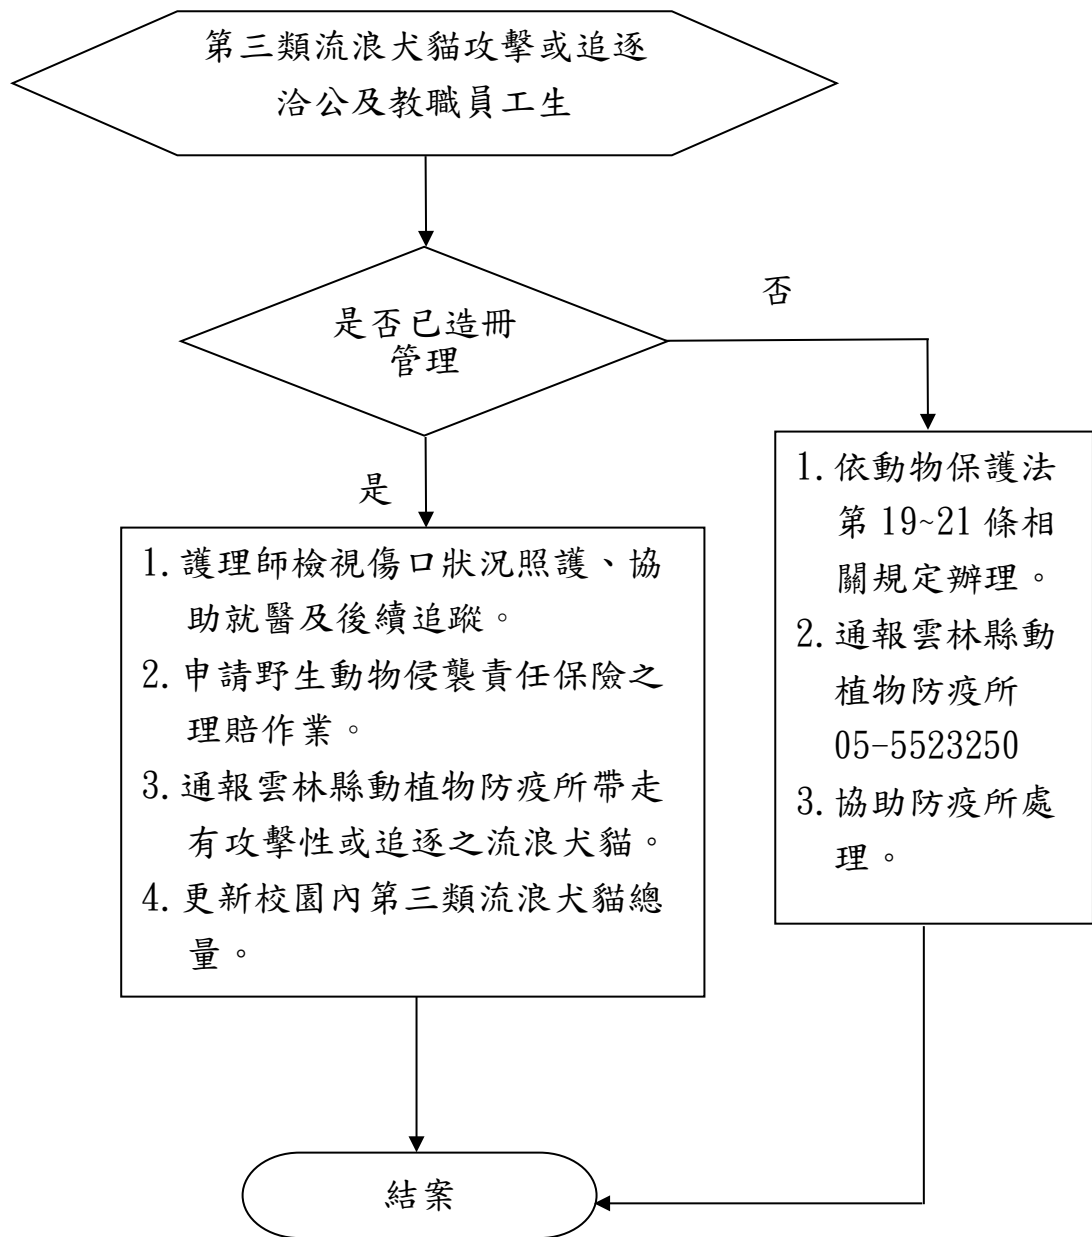 第三類流浪犬貓攻擊或追逐
洽公及教職員工生
是否已造冊
管理
否
是
1. 護理師檢視傷口狀況照護、協
助就醫及後續追蹤。
2. 申請野生動物侵襲責任保險之
理賠作業。
3. 通報雲林縣動植物防疫所帶走
有攻擊性或追逐之流浪犬貓。
4. 更新校園內第三類流浪犬貓總
量。
1. 依動物保護法
第 19~21 條相
關規定辦理。
2. 通報雲林縣動
植物防疫所
05-5523250
3. 協助防疫所處
理。
結案